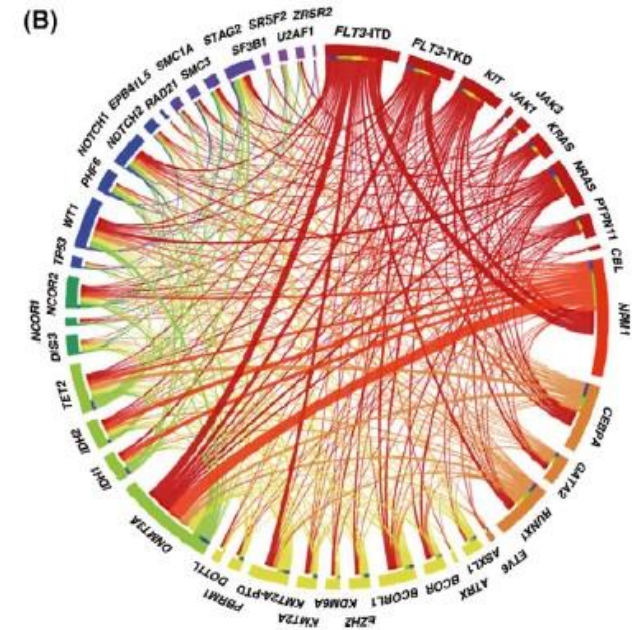 (B)
FLT3-ITD
FLT3-TKD
KIT
JAK1
JAK3
KRAS
NRAS
PTPN11
CBL
NPM1
CEBPA
GATA2
RUNX1
ETV6
ASXL1
ATRX
BCOR
BCORL1
EZH2
KDM6A
KMT2A
KMT2A-PTD
DOT1L
PBRM1
DNMT3A
IDH1
IDH2
TET2
DIS3
NCOR1
NCOR2
TP53
WT1
PHF6
NOTCH1
NOTCH2
EPB41L5
RAD21
SMC1A
SMC3
STAG2
SF3B1
SRSF2
U2AF1
ZRSR2